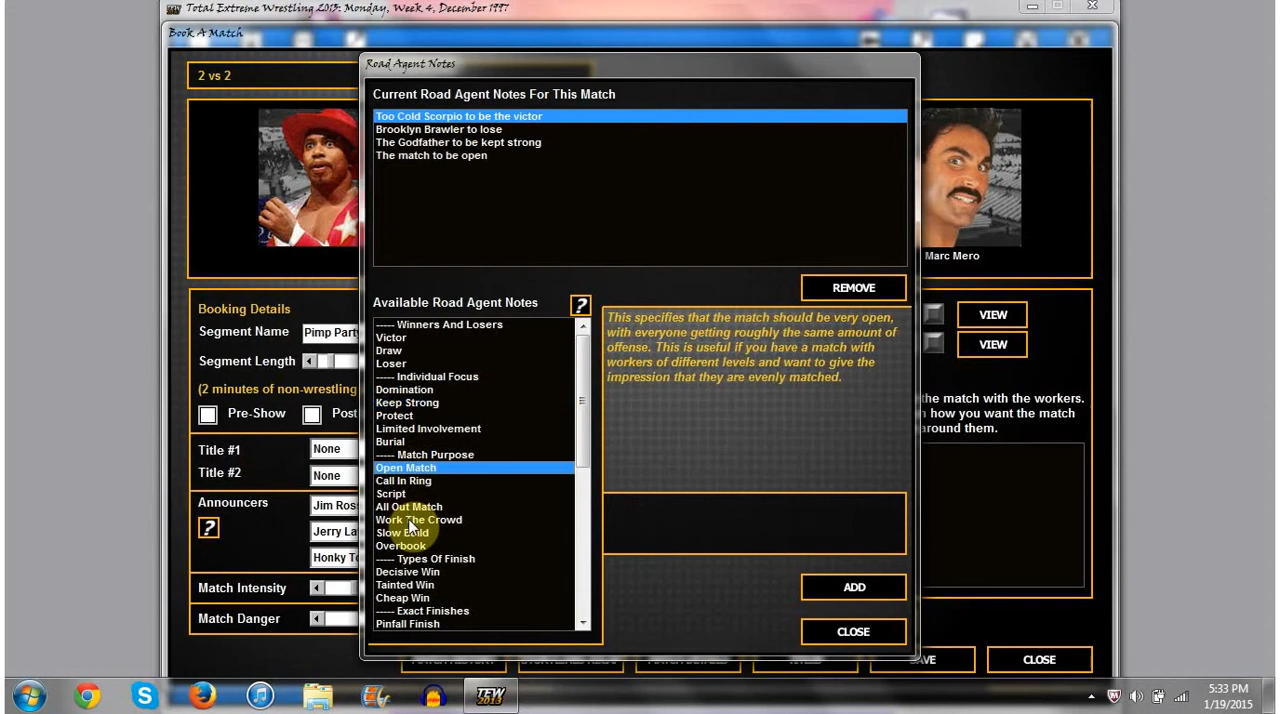 Total Extreme Wrestling 2013: Monday, Week 4, December 1997
Book A Match
2 vs 2
Road Agent Notes
Current Road Agent Notes For This Match
Too Cold Scorpio to be the victor
Brooklyn Brawler to lose
The Godfather to be kept strong
The match to be open
Marc Mero
REMOVE
Booking Details
Segment Name
Pimp Part
Segment Length
(2 minutes of non-wrestling
Pre-Show
Post
Title #1
None
Title #2
None
Announcers
?
Jim Ros
Jerry La
Honky T
Match Intensity
Match Danger
Available Road Agent Notes
?
----- Winners And Losers
Victor
Draw
Loser
----- Individual Focus
Domination
Keep Strong
Protect
Limited Involvement
Burial
----- Match Purpose
Open Match
Call In Ring
Script
All Out Match
Work The Crowd
Slow Build
Overbook
----- Types Of Finish
Decisive Win
Tainted Win
Cheap Win
----- Exact Finishes
Pinfall Finish
This specifies that the match should be very open,
with everyone getting roughly the same amount of
offense. This is useful if you have a match with
workers of different levels and want to give the
impression that they are evenly matched.
ADD
CLOSE
VIEW
VIEW
the match with the workers.
how you want the match
around them.
CLOSE
TEW
2013
5:33 PM
1/19/2015